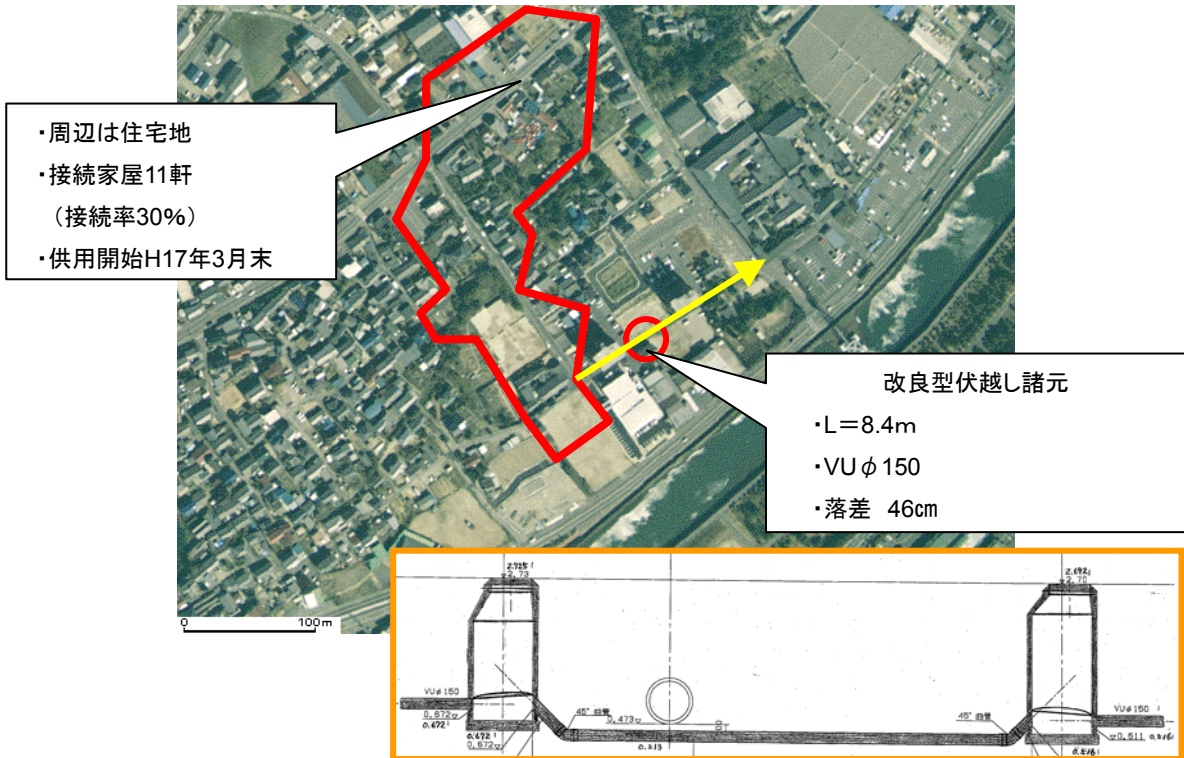 ・周辺は住宅地
・接続家屋11軒
（接続率30%）
・供用開始H17年3月末
改良型伏越し諸元
・L＝8.4m
・VUφ150
・落差 46㎝
0 100m
2.725
2.73
2.692
2.70
VUφ150
0.672
0.672
0.672
0.672
45° 曲管
0.473
0.213
45° 曲管
VUφ150
0.611